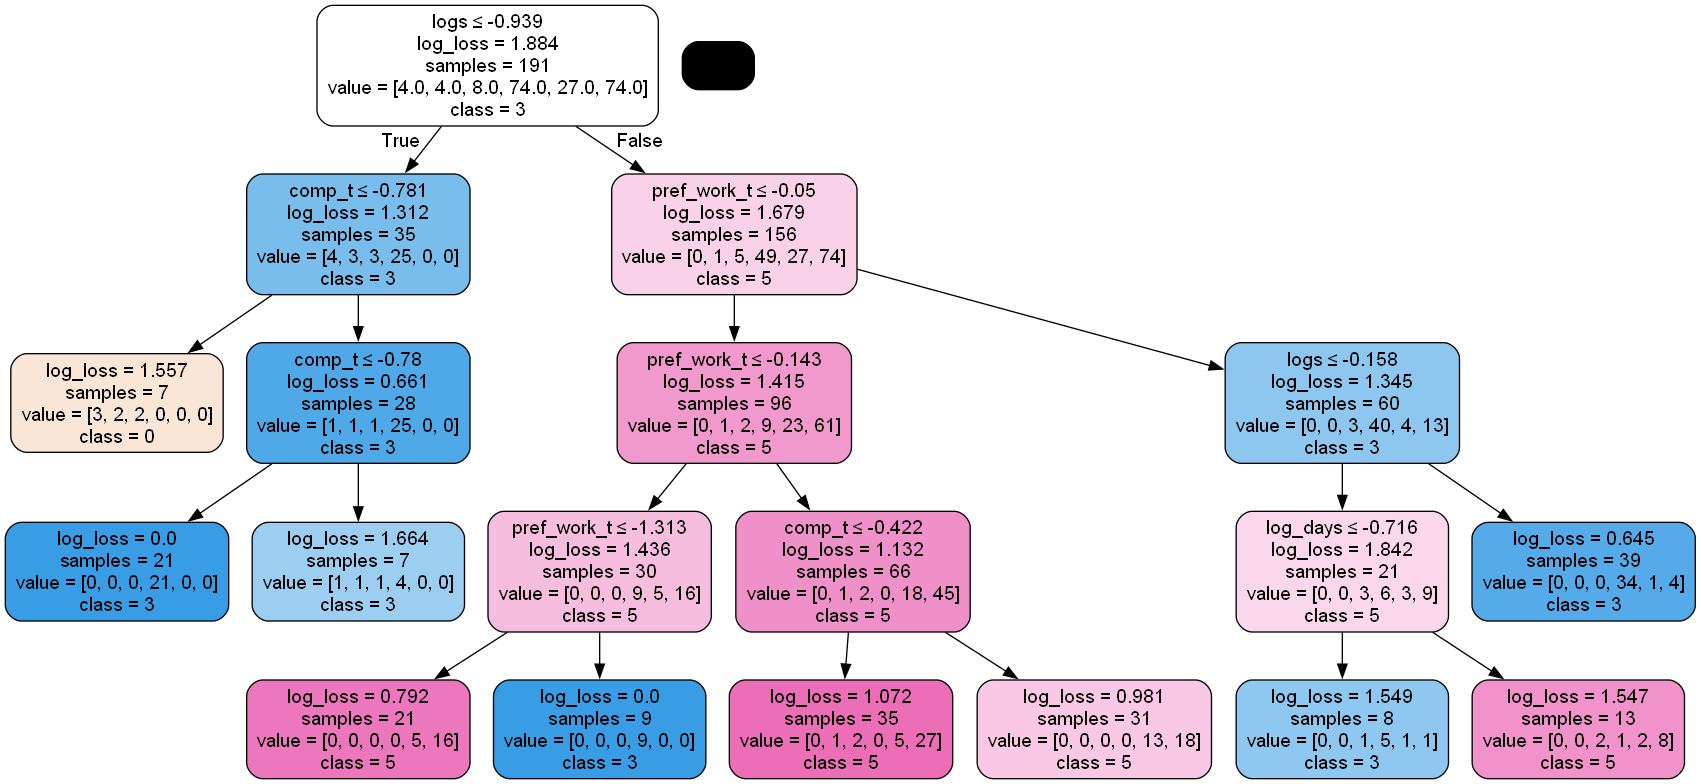 logs ≤ -0.939
log_loss = 1.884
samples = 191
value = [4.0, 4.0, 8.0, 74.0, 27.0, 74.0]
class = 3
True
False
comp_t ≤ -0.781
log_loss = 1.312
samples = 35
value = [4, 3, 3, 25, 0, 0]
class = 3
pref_work_t ≤ -0.05
log_loss = 1.679
samples = 156
value = [0, 1, 5, 49, 27, 74]
class = 5
log_loss = 1.557
samples = 7
value = [3, 2, 2, 0, 0, 0]
class = 0
comp_t ≤ -0.78
log_loss = 0.661
samples = 28
value = [1, 1, 1, 25, 0, 0]
class = 3
pref_work_t ≤ -0.143
log_loss = 1.415
samples = 96
value = [0, 1, 2, 9, 23, 61]
class = 5
logs ≤ -0.158
log_loss = 1.345
samples = 60
value = [0, 0, 3, 40, 4, 13]
class = 3
log_loss = 0.0
samples = 21
value = [0, 0, 0, 21, 0, 0]
class = 3
log_loss = 1.664
samples = 7
value = [1, 1, 1, 4, 0, 0]
class = 3
pref_work_t ≤ -1.313
log_loss = 1.436
samples = 30
value = [0, 0, 0, 9, 5, 16]
class = 5
comp_t ≤ -0.422
log_loss = 1.132
samples = 66
value = [0, 1, 2, 0, 18, 45]
class = 5
log_days ≤ -0.716
log_loss = 1.842
samples = 21
value = [0, 0, 3, 6, 3, 9]
class = 5
log_loss = 0.645
samples = 39
value = [0, 0, 0, 34, 1, 4]
class = 3
log_loss = 0.792
samples = 21
value = [0, 0, 0, 0, 5, 16]
class = 5
log_loss = 0.0
samples = 9
value = [0, 0, 0, 9, 0, 0]
class = 3
log_loss = 1.072
samples = 35
value = [0, 1, 2, 0, 5, 27]
class = 5
log_loss = 0.981
samples = 31
value = [0, 0, 0, 0, 13, 18]
class = 5
log_loss = 1.549
samples = 8
value = [0, 0, 1, 5, 1, 1]
class = 3
log_loss = 1.547
samples = 13
value = [0, 0, 2, 1, 2, 8]
class = 5